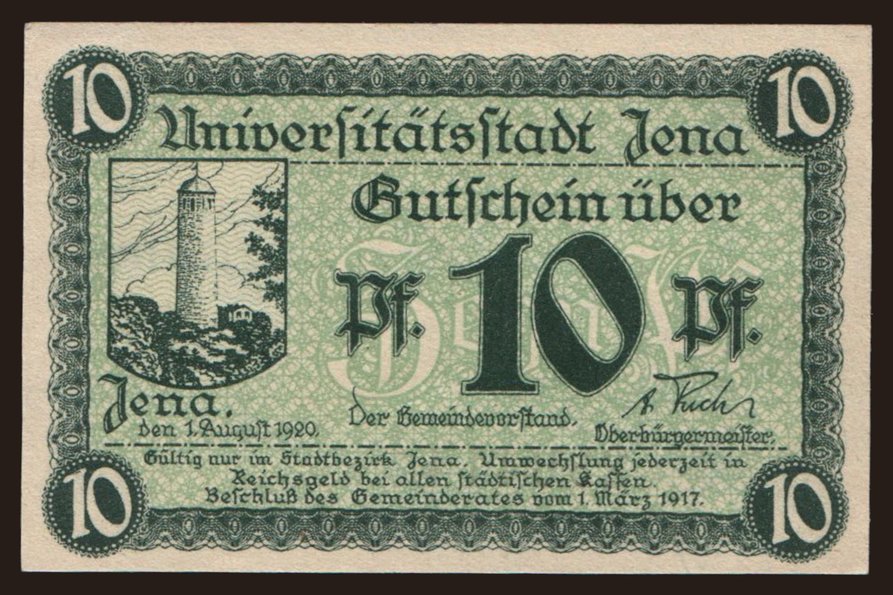 10 10
Universitätsstadt Jena
Gutschein über
Pf. 10 Pf.
Jena.
den 1. August 1920.
Der Gemeindevorstand.
Oberbürgermeister.
Gültig nur im Stadtbezirk Jena. Umwechslung jederzeit in
Reichsgeld bei allen städtischen Kassen.
Beschluß des Gemeinderates vom 1. März 1917.
10 10